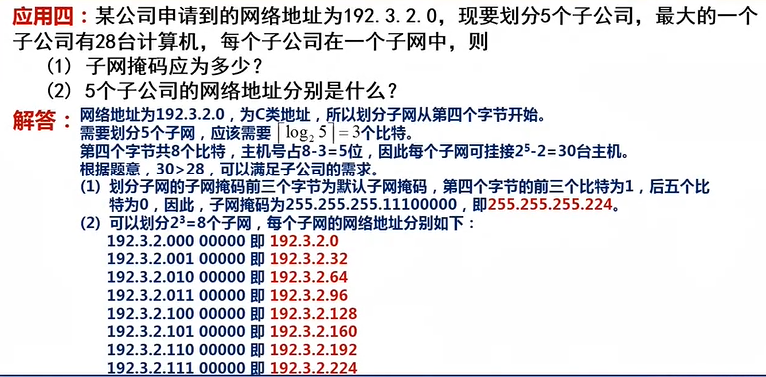 应用四：某公司申请到的网络地址为192.3.2.0，现要划分5个子公司，最大的一个
子公司有28台计算机，每个子公司在一个子网中，则
（1）子网掩码应为多少？
（2）5个子公司的网络地址分别是什么？
解答：网络地址为192.3.2.0，为C类地址，所以划分子网从第四个字节开始。
需要划分5个子网，应该需要⌈log₂5⌉=3个比特。
第四个字节共8个比特，主机号占8-3=5位，因此每个子网可挂接2⁵-2=30台主机。
根据题意，30>28，可以满足子公司的需求。
（1）划分子网的子网掩码前三个字节为默认子网掩码，第四个字节的前三个比特为1，后五个比
特为0，因此，子网掩码为255.255.255.11100000，即255.255.255.224。
（2）可以划分2³=8个子网，每个子网的网络地址分别如下：
192.3.2.000 00000 即 192.3.2.0
192.3.2.001 00000 即 192.3.2.32
192.3.2.010 00000 即 192.3.2.64
192.3.2.011 00000 即 192.3.2.96
192.3.2.100 00000 即 192.3.2.128
192.3.2.101 00000 即 192.3.2.160
192.3.2.110 00000 即 192.3.2.192
192.3.2.111 00000 即 192.3.2.224